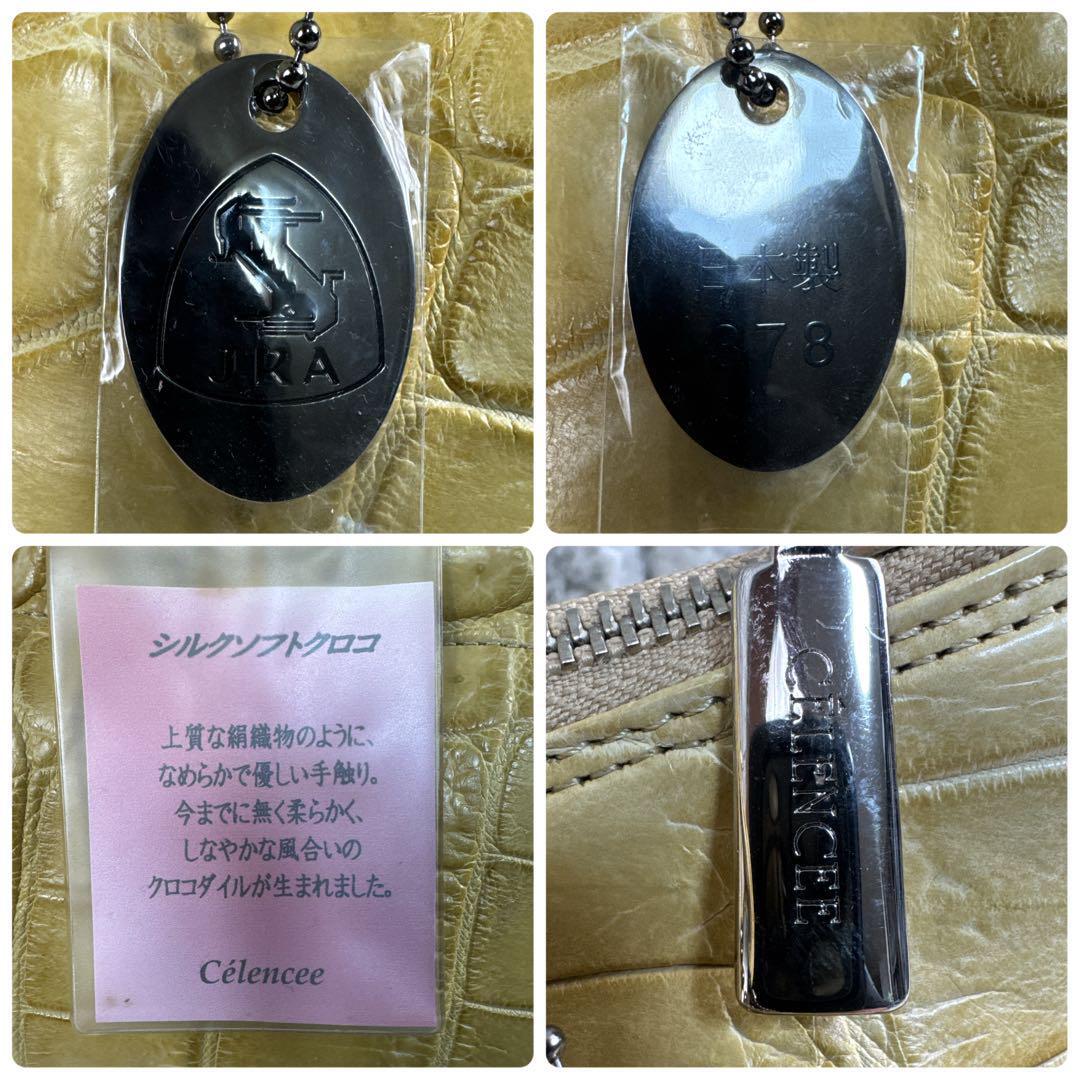 JRA
日本製
シルクソフトクロコ
上質な絹織物のように、
なめらかで優しい手触り。
今までに無く柔らかく、
しなやかな風合いの
クロコダイルが生まれました。
Célencee
CÉLENCEE